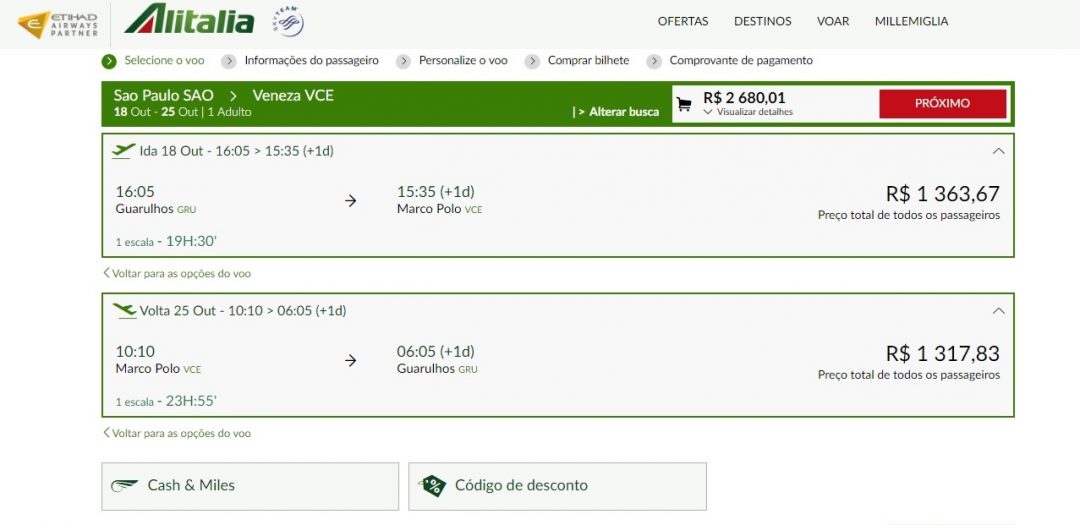 ETIHAD
AIRWAYS
PARTNER
Alitalia
SKYTEAM
OFERTAS DESTINOS VOAR MILLEMIGLIA
Selecione o voo Informações do passageiro Personalize o voo Comprar bilhete Comprovante de pagamento
Sao Paulo SAO > Veneza VCE
18 Out - 25 Out | 1 Adulto
|> Alterar busca
R$ 2 680,01
Visualizar detalhes
PRÓXIMO
Ida 18 Out - 16:05 > 15:35 (+1d)
16:05 → 15:35 (+1d)
Guarulhos GRU Marco Polo VCE
R$ 1 363,67
Preço total de todos os passageiros
1 escala - 19H:30'
Voltar para as opções do voo
Volta 25 Out - 10:10 > 06:05 (+1d)
10:10 → 06:05 (+1d)
Marco Polo VCE Guarulhos GRU
R$ 1 317,83
Preço total de todos os passageiros
1 escala - 23H:55'
Voltar para as opções do voo
Cash & Miles
Código de desconto